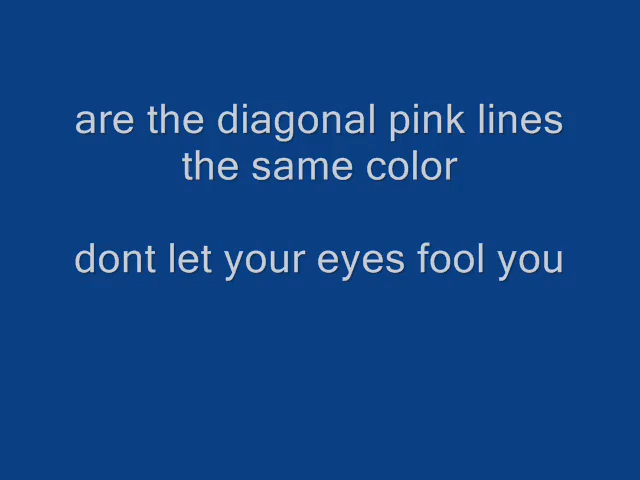 are the diagonal pink lines
the same color
dont let your eyes fool you